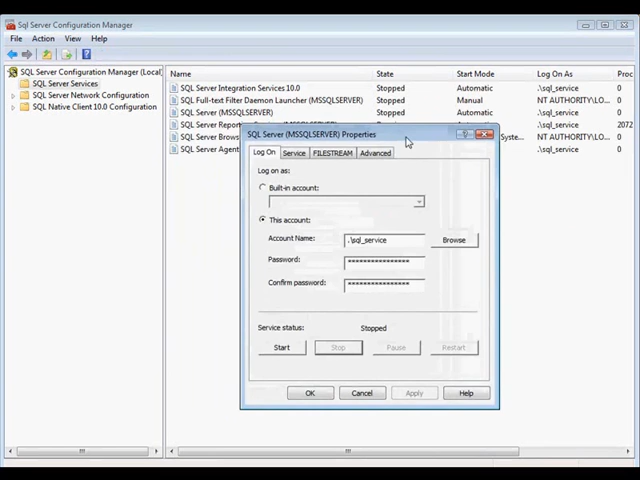 Sql Server Configuration Manager
File Action View Help
SQL Server Configuration Manager (Local)
SQL Server Services
SQL Server Network Configuration
SQL Native Client 10.0 Configuration
Name State Start Mode Log On As Proc
SQL Server Integration Services 10.0 Stopped Automatic .\sql_service
SQL Full-text Filter Daemon Launcher (MSSQLSERVER) Stopped Manual NT AUTHORITY\LO...
SQL Server (MSSQLSERVER) Stopped Automatic .\sql_service
SQL Server Repor .\sql_service 2072
SQL Server Brows Syste... NT AUTHORITY\LO...
SQL Server Agent .\sql_service
SQL Server (MSSQLSERVER) Properties
Log On Service FILESTREAM Advanced
Log on as:
Built-in account:
This account:
Account Name: .\sql_service Browse
Password: ***************
Confirm password: ***************
Service status: Stopped
Start Stop Pause Restart
OK Cancel Apply Help